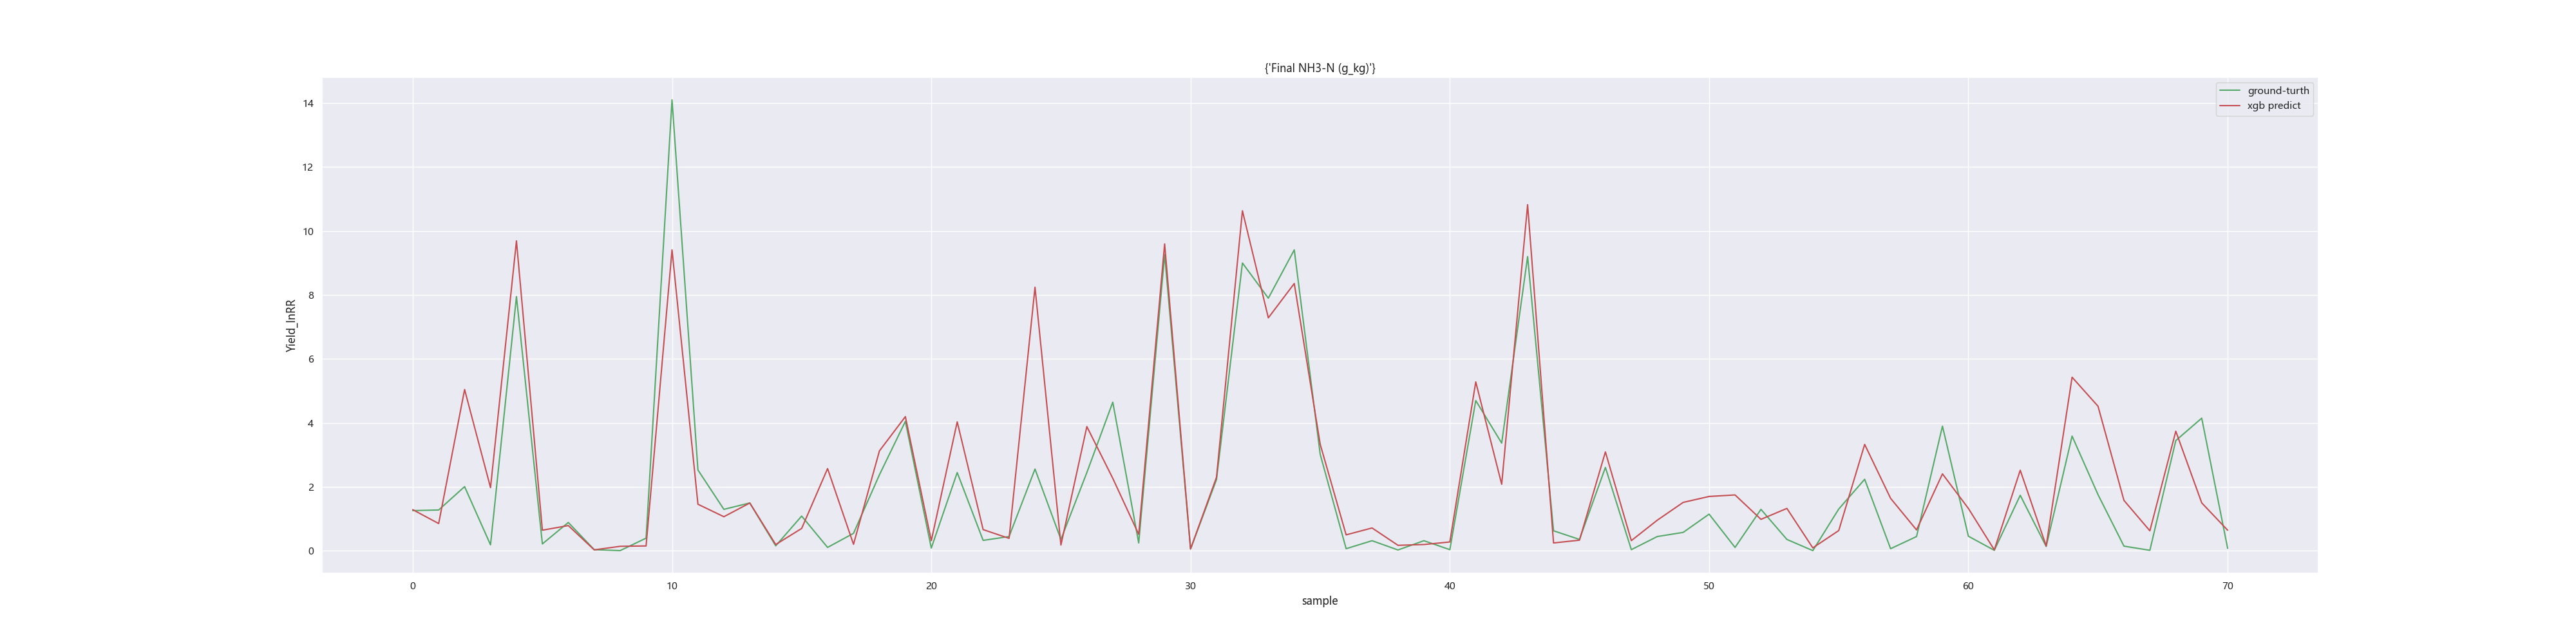 {'Final NH3-N (g_kg)'}
ground-turth
xgb predict
14
12
10
8
6
4
2
0
Yield_lnRR
0 10 20 30 40 50 60 70
sample